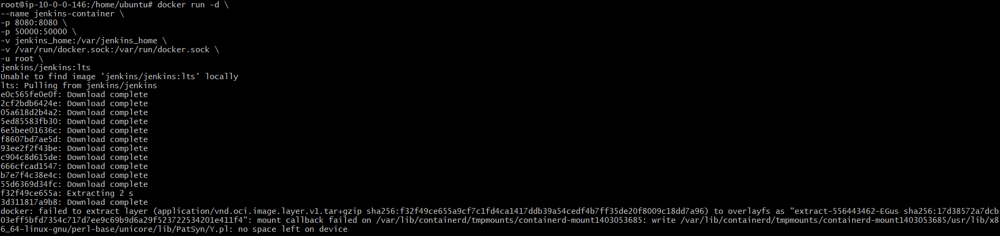 root@ip-10-0-0-146:/home/ubuntu# docker run -d \
--name jenkins-container \
-p 8080:8080 \
-p 50000:50000 \
-v jenkins_home:/var/jenkins_home \
-v /var/run/docker.sock:/var/run/docker.sock \
-u root \
jenkins/jenkins:lts
Unable to find image 'jenkins/jenkins:lts' locally
lts: Pulling from jenkins/jenkins
e0c565fe0e0f: Download complete
2cf2bdb6424e: Download complete
05a618d2b4a2: Download complete
5ed85583fb30: Download complete
6e5bee01636c: Download complete
f8607bd7ae5d: Download complete
93ee2f2f43be: Download complete
c904c8d615de: Download complete
666cfcad1547: Download complete
b7e7f4c38e4c: Download complete
55d6369d34fc: Download complete
f32f49ce655a: Extracting 2 s
3d311817a9b8: Download complete
docker: failed to extract layer (application/vnd.oci.image.layer.v1.tar+gzip sha256:f32f49ce655a9cf7c1fd4ca1417ddb39a54cedf4b7ff35de20f8009c18dd7a96) to overlayfs as "extract-556443462-EGus sha256:17d38572a7dcb
03eff5bfd7354c717d7ee9c69b9d6a29f523722534201e411f4": mount callback failed on /var/lib/containerd/tmpmounts/containerd-mount1403053685: write /var/lib/containerd/tmpmounts/containerd-mount1403053685/usr/lib/x8
6_64-linux-gnu/perl-base/unicore/lib/PatSyn/Y.pl: no space left on device